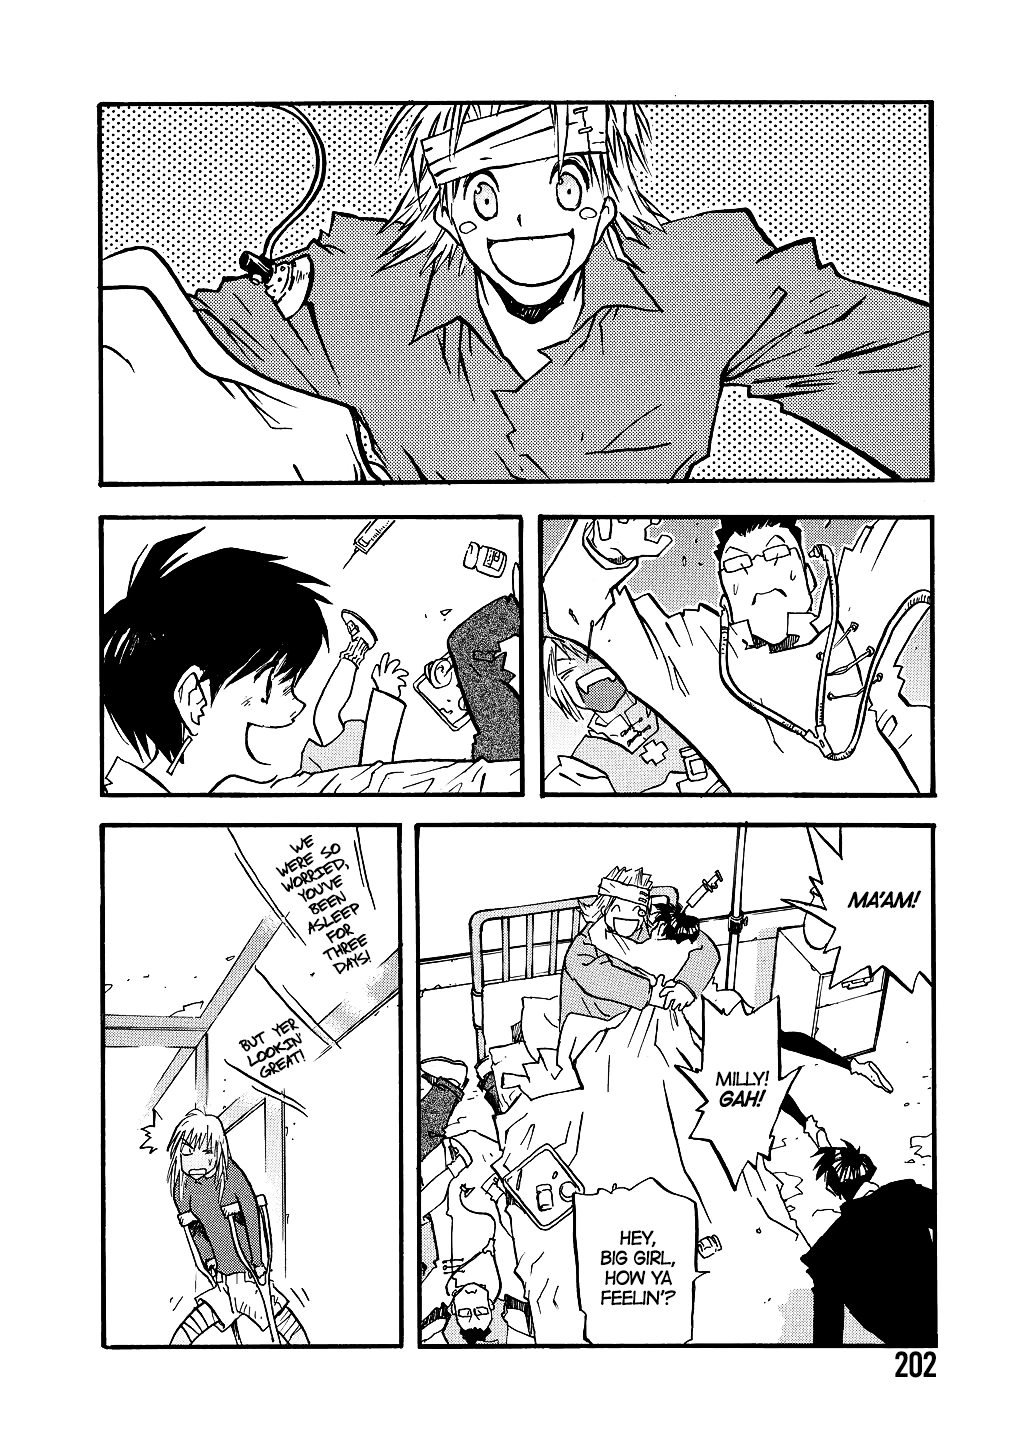 MA'AM!
MILLY!
GAH!
HEY,
BIG GIRL,
HOW YA
FEELIN'?
WE
WERE SO
WORRIED,
YOU'VE
BEEN
ASLEEP
FOR
THREE
DAYS!
BUT YER
LOOKIN'
GREAT!
202